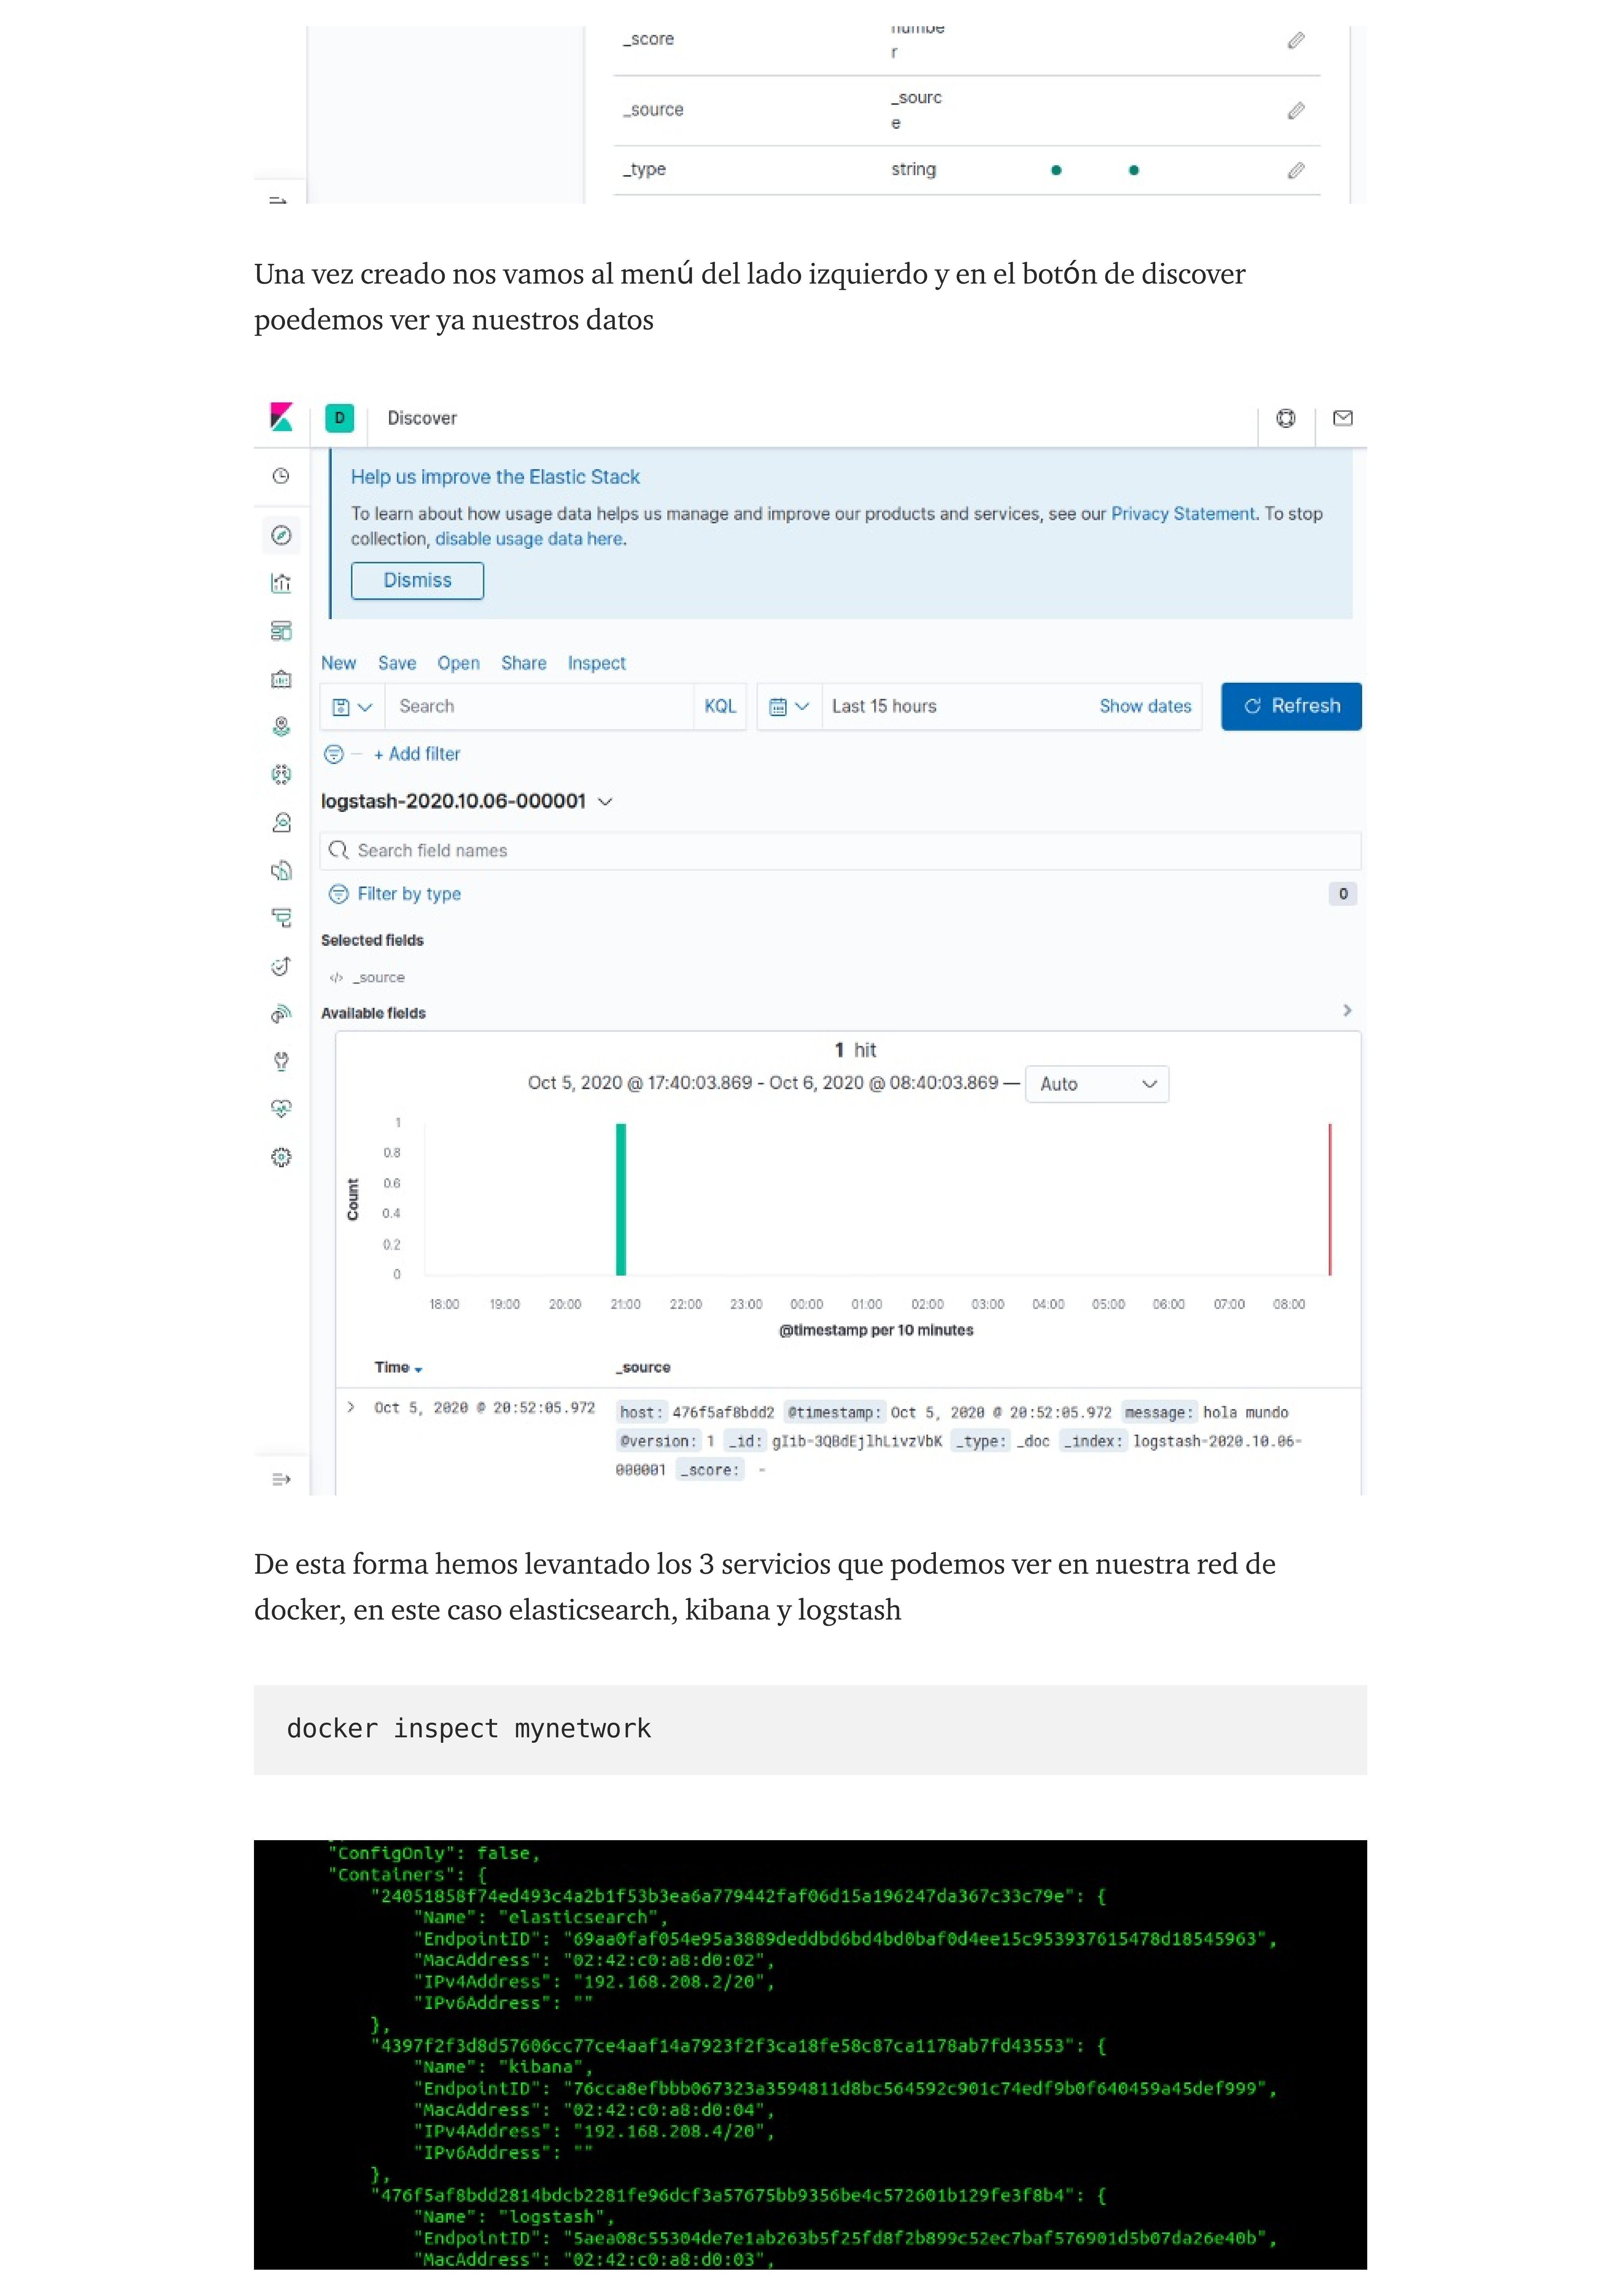 _score
numbe
r
_source
_sourc
e
_type string
Una vez creado nos vamos al menú del lado izquierdo y en el botón de discover
poedemos ver ya nuestros datos
D Discover
Help us improve the Elastic Stack
To learn about how usage data helps us manage and improve our products and services, see our Privacy Statement. To stop
collection, disable usage data here.
Dismiss
New Save Open Share Inspect
Search KQL Last 15 hours Show dates Refresh
+ Add filter
logstash-2020.10.06-000001
Search field names
Filter by type 0
Selected fields
</> _source
Available fields
1 hit
Oct 5, 2020 @ 17:40:03.869 - Oct 6, 2020 @ 08:40:03.869 — Auto
1
0.8
0.6
0.4
0.2
0
Count
18:00 19:00 20:00 21:00 22:00 23:00 00:00 01:00 02:00 03:00 04:00 05:00 06:00 07:00 08:00
@timestamp per 10 minutes
Time _source
Oct 5, 2020 @ 20:52:05.972 host: 476f5af8bdd2 @timestamp: Oct 5, 2020 @ 20:52:05.972 message: hola mundo
@version: 1 _id: gIib-3QBdEjlhLivzVbK _type: _doc _index: logstash-2020.10.06-
000001 _score: -
De esta forma hemos levantado los 3 servicios que podemos ver en nuestra red de
docker, en este caso elasticsearch, kibana y logstash
docker inspect mynetwork
"ConfigOnly": false,
"Containers": {
"24051858f74ed493c4a2b1f53b3ea6a779442faf06d15a196247da367c33c79e": {
"Name": "elasticsearch",
"EndpointID": "69aa0faf054e95a3889deddbd6bd4bd0baf0d4ee15c953937615478d18545963",
"MacAddress": "02:42:c0:a8:d0:02",
"IPv4Address": "192.168.208.2/20",
"IPv6Address": ""
},
"4397f2f3d8d57606cc77ce4aaf14a7923f2f3ca18fe58c87ca1178ab7fd43553": {
"Name": "kibana",
"EndpointID": "76cca8efbbb067323a3594811d8bc564592c901c74edf9b0f640459a45def999",
"MacAddress": "02:42:c0:a8:d0:04",
"IPv4Address": "192.168.208.4/20",
"IPv6Address": ""
},
"476f5af8bdd2814bdcb2281fe96dcf3a57675bb9356be4c572601b129fe3f8b4": {
"Name": "logstash",
"EndpointID": "5aea08c55304de7e1ab263b5f25fd8f2b899c52ec7baf576901d5b07da26e40b",
"MacAddress": "02:42:c0:a8:d0:03",